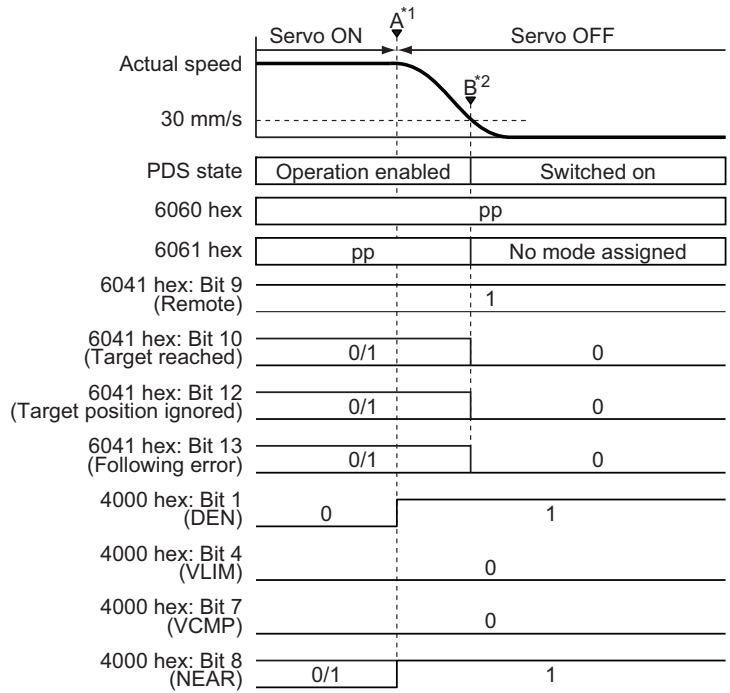 A*1
Servo ON
Servo OFF
Actual speed
B*2
30 mm/s
PDS state
Operation enabled
Switched on
6060 hex
pp
6061 hex
pp
No mode assigned
6041 hex: Bit 9
(Remote)
1
6041 hex: Bit 10
(Target reached)
0/1
0
6041 hex: Bit 12
(Target position ignored)
0/1
0
6041 hex: Bit 13
(Following error)
0/1
0
4000 hex: Bit 1
(DEN)
0
1
4000 hex: Bit 4
(VLIM)
0
4000 hex: Bit 7
(VCMP)
0
4000 hex: Bit 8
(NEAR)
0/1
1